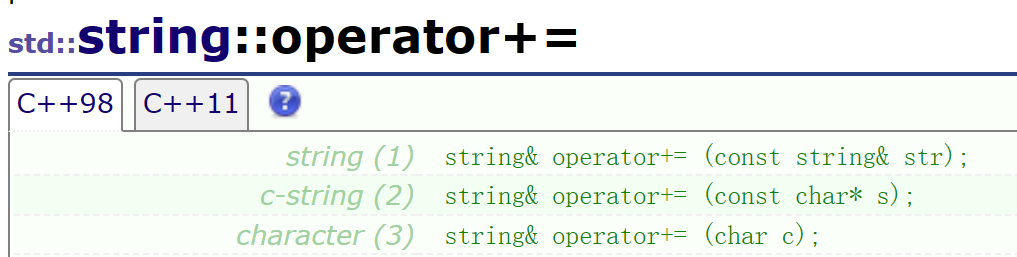 std::string::operator+=
C++98 C++11 ?
string (1) string& operator+= (const string& str);
c-string (2) string& operator+= (const char* s);
character (3) string& operator+= (char c);